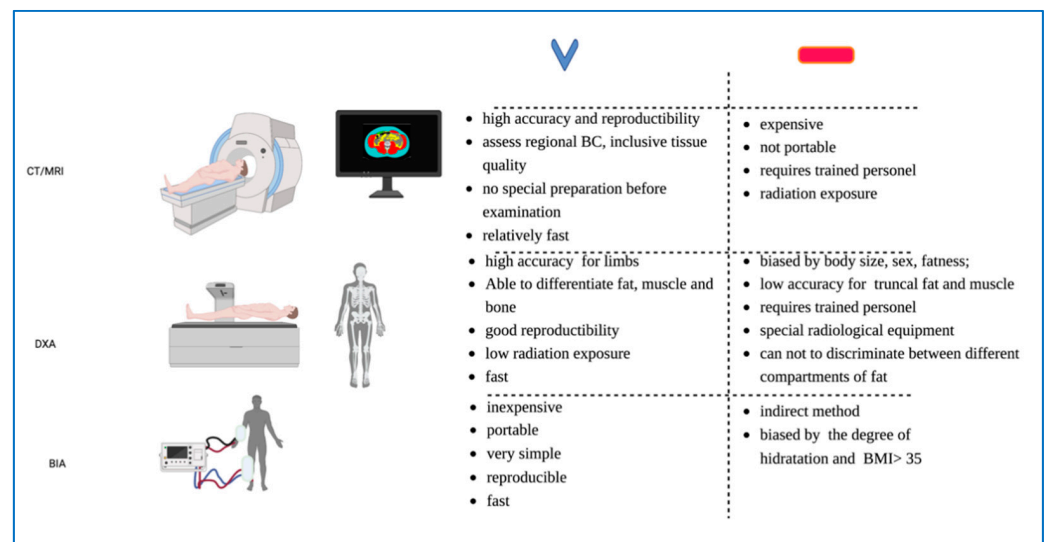 CT/MRI
• high accuracy and reproductibility
• assess regional BC, inclusive tissue
quality
• no special preparation before
examination
• relatively fast
• expensive
• not portable
• requires trained personel
• radiation exposure
DXA
• high accuracy for limbs
• Able to differentiate fat, muscle and
bone
• good reproductibility
• low radiation exposure
• fast
• biased by body size, sex, fatness;
• low accuracy for truncal fat and muscle
• requires trained personel
• special radiological equipment
• can not to discriminate between different
compartments of fat
BIA
• inexpensive
• portable
• very simple
• reproducible
• fast
• indirect method
• biased by the degree of
hidratation and BMI> 35